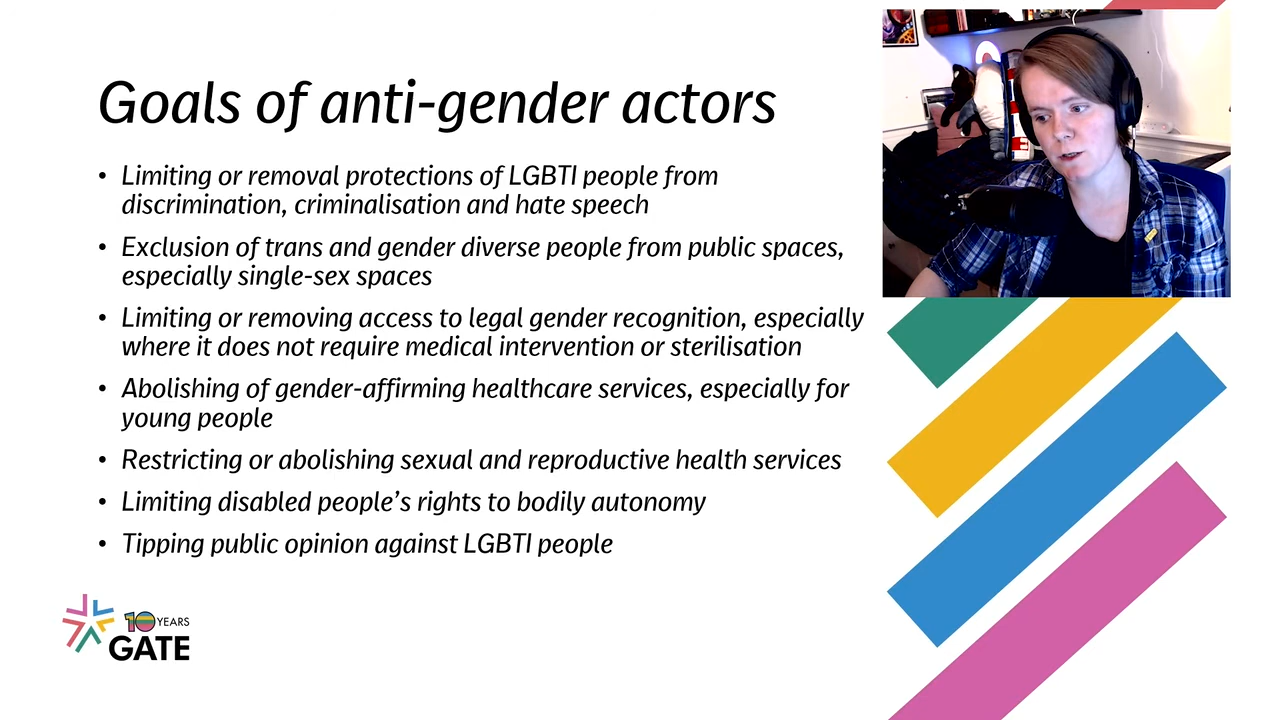 Goals of anti-gender actors
• Limiting or removal protections of LGBTI people from
discrimination, criminalisation and hate speech
• Exclusion of trans and gender diverse people from public spaces,
especially single-sex spaces
• Limiting or removing access to legal gender recognition, especially
where it does not require medical intervention or sterilisation
• Abolishing of gender-affirming healthcare services, especially for
young people
• Restricting or abolishing sexual and reproductive health services
• Limiting disabled people’s rights to bodily autonomy
• Tipping public opinion against LGBTI people
10 YEARS
GATE